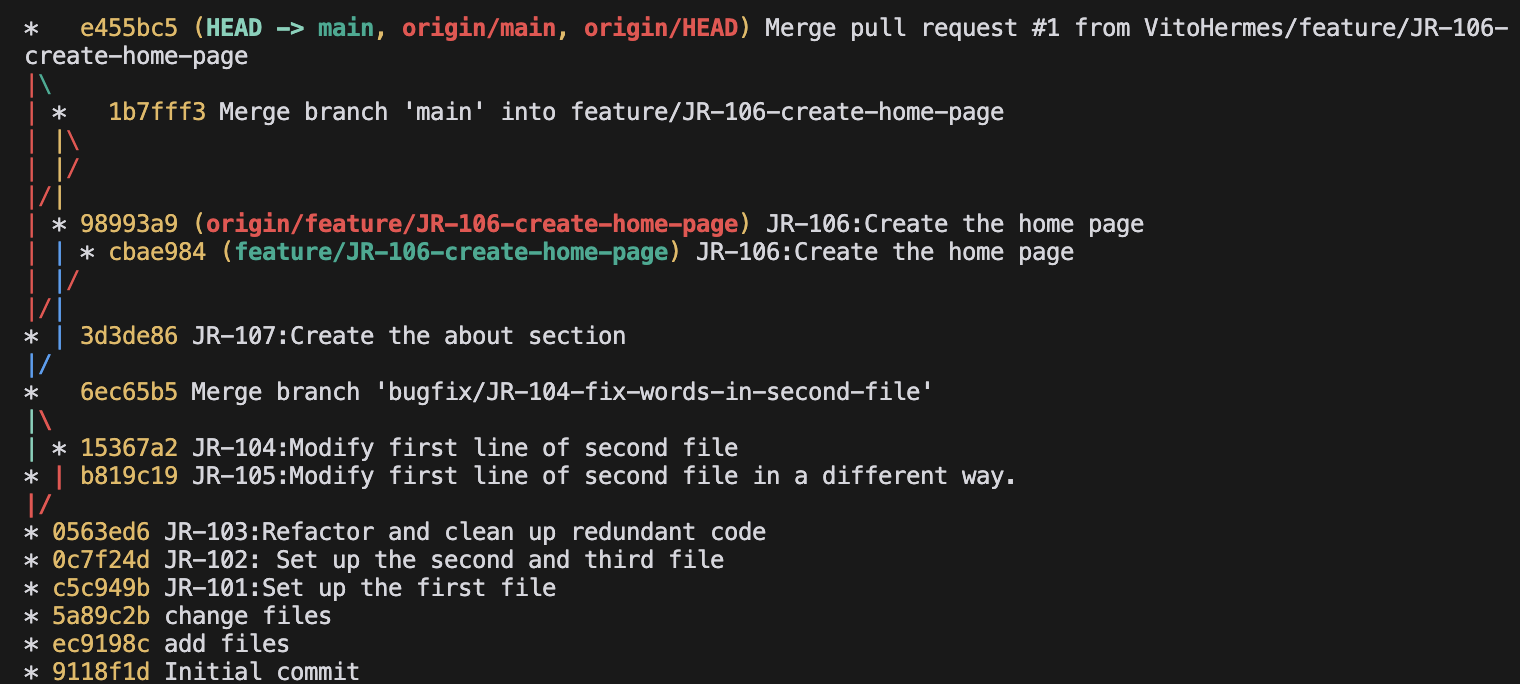 *   e455bc5 (HEAD -> main, origin/main, origin/HEAD) Merge pull request #1 from VitoHermes/feature/JR-106-
create-home-page
|\
| *   1b7fff3 Merge branch 'main' into feature/JR-106-create-home-page
| |\
| |/
|/|
| * 98993a9 (origin/feature/JR-106-create-home-page) JR-106:Create the home page
| | * cbae984 (feature/JR-106-create-home-page) JR-106:Create the home page
| |/
|/|
* | 3d3de86 JR-107:Create the about section
|/
*   6ec65b5 Merge branch 'bugfix/JR-104-fix-words-in-second-file'
|\
| * 15367a2 JR-104:Modify first line of second file
* | b819c19 JR-105:Modify first line of second file in a different way.
|/
* 0563ed6 JR-103:Refactor and clean up redundant code
* 0c7f24d JR-102: Set up the second and third file
* c5c949b JR-101:Set up the first file
* 5a89c2b change files
* ec9198c add files
* 9118f1d Initial commit